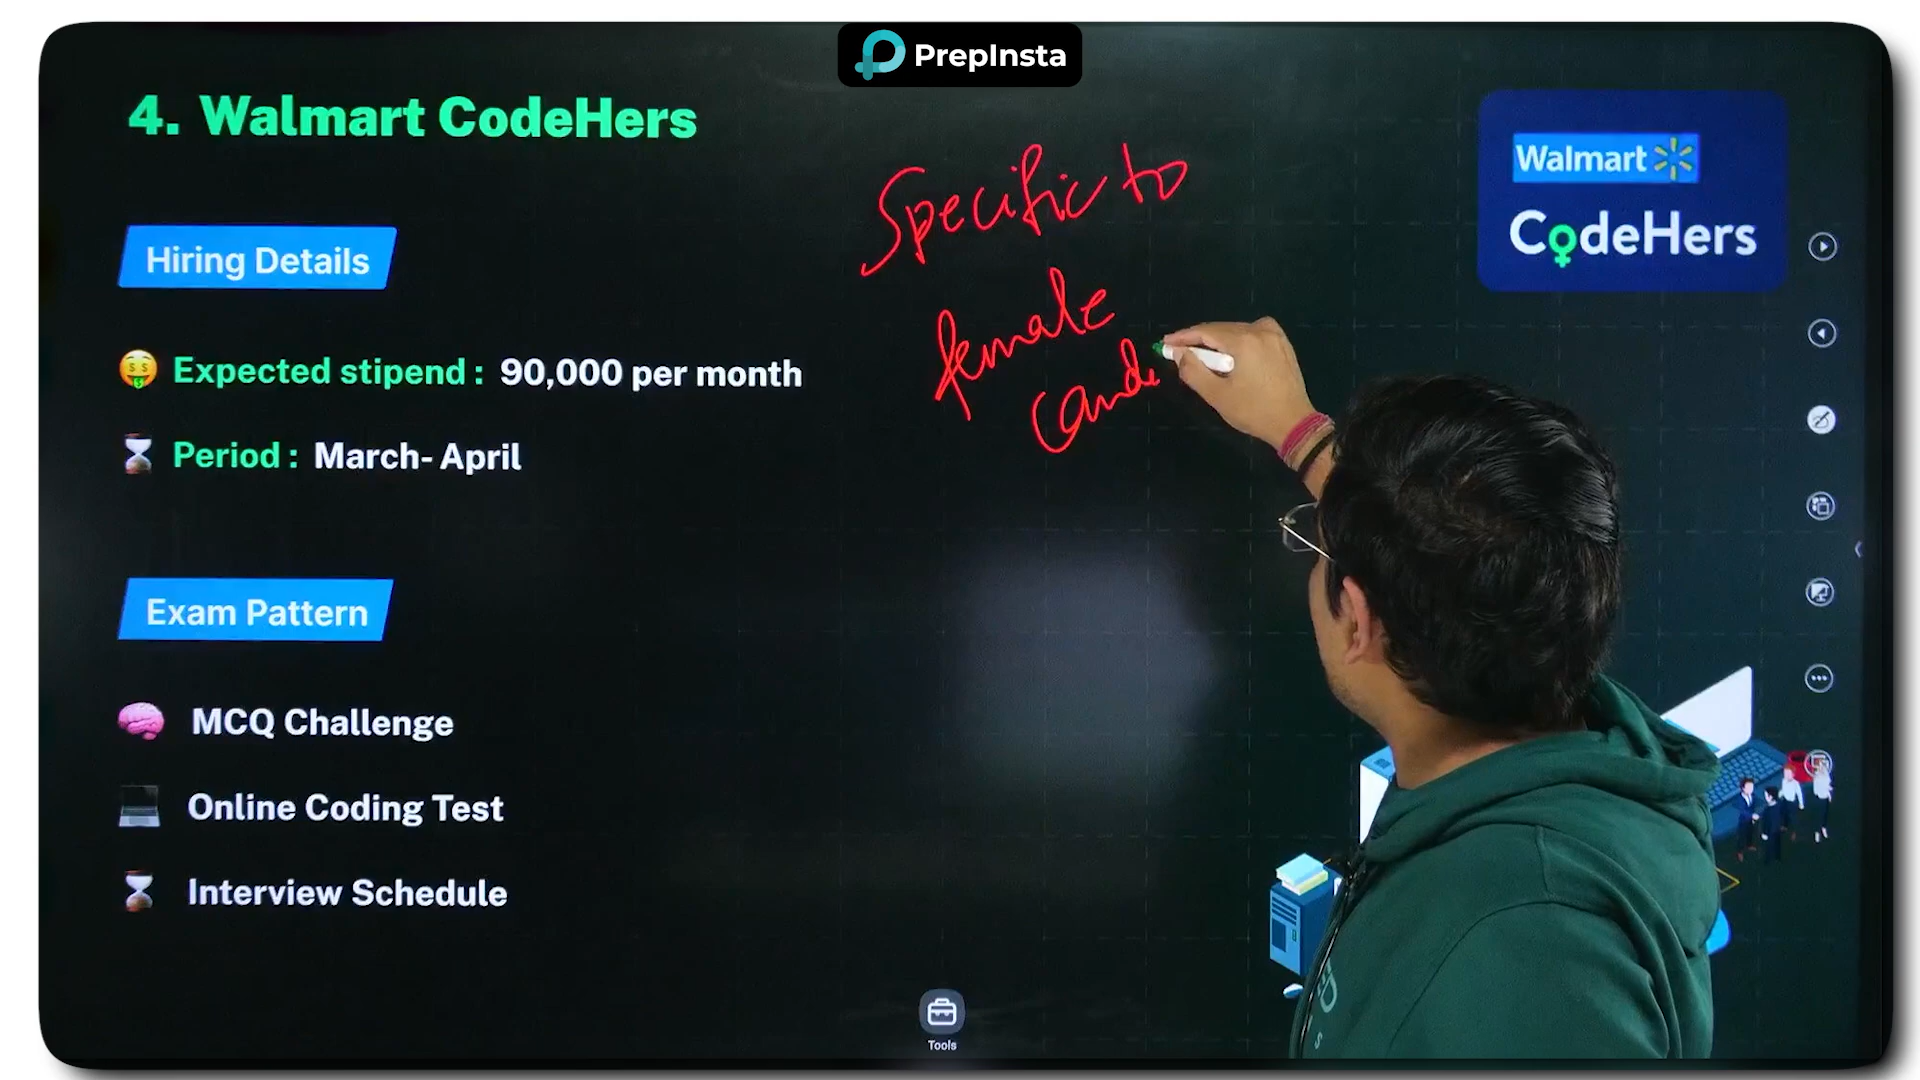 PrepInsta
4. Walmart CodeHers
Walmart
CodeHers
Specific to
female
candi
Hiring Details
Expected stipend : 90,000 per month
Period : March- April
Exam Pattern
MCQ Challenge
Online Coding Test
Interview Schedule
Tools